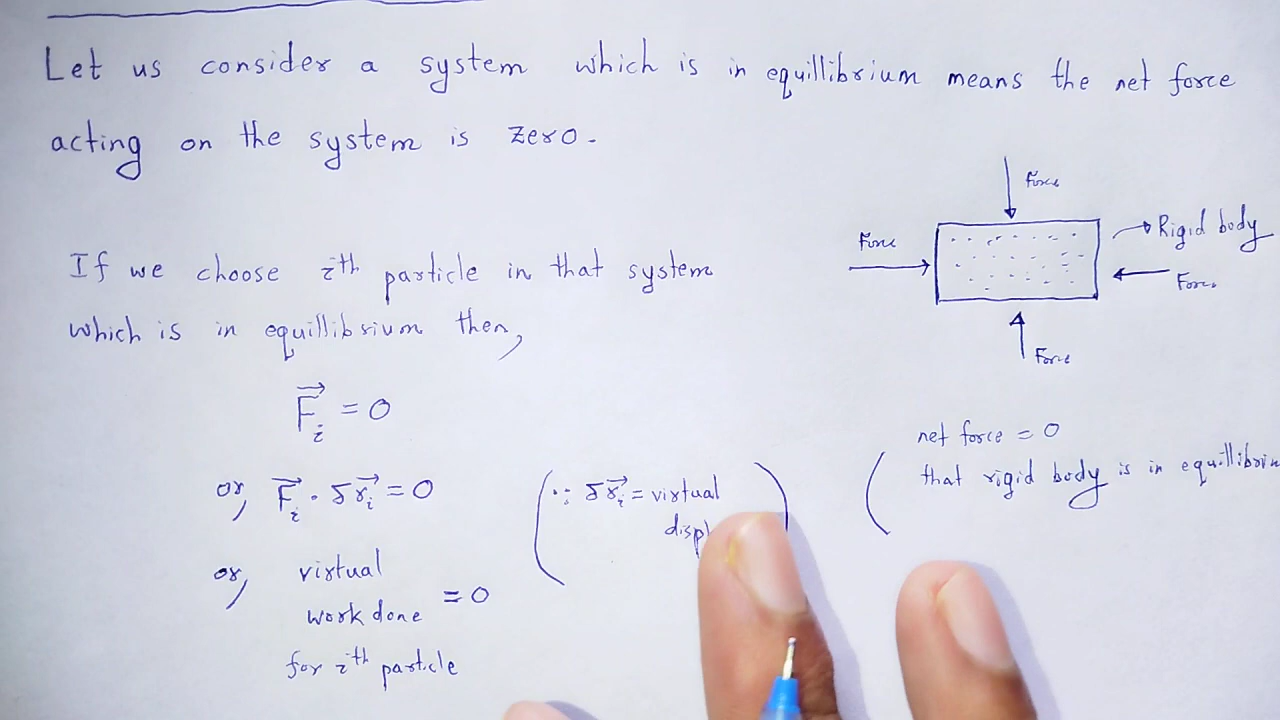 Let us consider a system which is in equillibrium means the net force
acting on the system is zero.
Force
Force
Rigid body
Force
Force
If we choose ith particle in that system
which is in equillibrium then,
F⃗ᵢ = 0
or, F⃗ᵢ · δr⃗ᵢ = 0
(∵ δr⃗ᵢ = virtual
)
or, virtual
work done = 0
for ith particle
(net force = 0
that rigid body is in